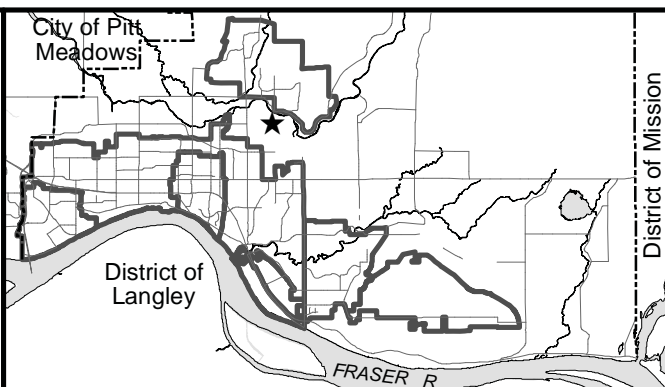 City of Pitt
Meadows
District of Mission
District of
Langley
FRASER R